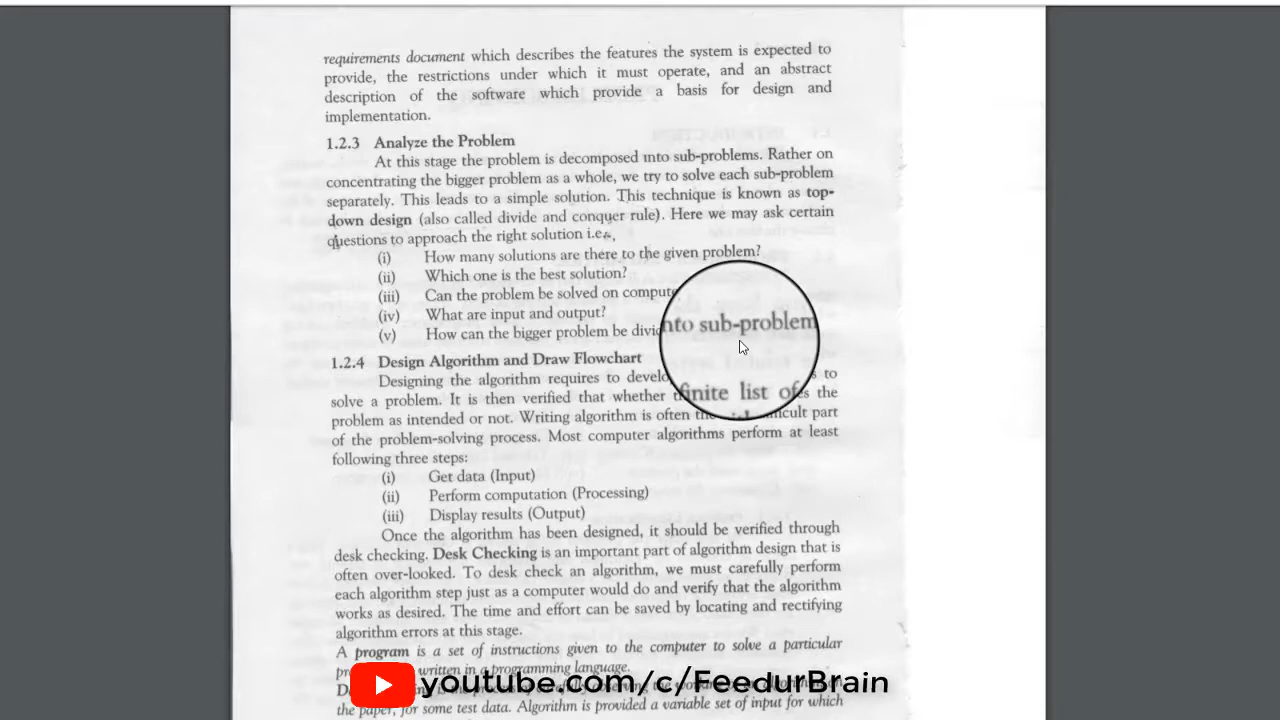 requirements document which describes the features the system is expected to
provide, the restrictions under which it must operate, and an abstract
description of the software which provide a basis for design and
implementation.
1.2.3 Analyze the Problem
At this stage the problem is decomposed into sub-problems. Rather on
concentrating the bigger problem as a whole, we try to solve each sub-problem
separately. This leads to a simple solution. This technique is known as top-
down design (also called divide and conquer rule). Here we may ask certain
questions to approach the right solution i.e.,
(i) How many solutions are there to the given problem?
(ii) Which one is the best solution?
(iii) Can the problem be solved on
(iv) What are input and output?
(v) How can the bigger problem be
nto sub-problem
1.2.4 Design Algorithm and Draw Flowchart
Designing the algorithm requires to
finite list of
to
solve a problem. It is then verified that whether the
problem as intended or not. Writing algorithm is often part
of the problem-solving process. Most computer algorithms perform at least
following three steps:
(i) Get data (Input)
(ii) Perform computation (Processing)
(iii) Display results (Output)
Once the algorithm has been designed, it should be verified through
desk checking. Desk Checking is an important part of algorithm design that is
often over-looked. To desk check an algorithm, we must carefully perform
each algorithm step just as a computer would do and verify that the algorithm
works as desired. The time and effort can be saved by locating and rectifying
algorithm errors at this stage.
A program is a set of instructions given to the computer to solve a particular
written in a programming language.
youtube.com/c/FeedurBrain
the paper, for some test data. Algorithm is provided a variable set of input for which